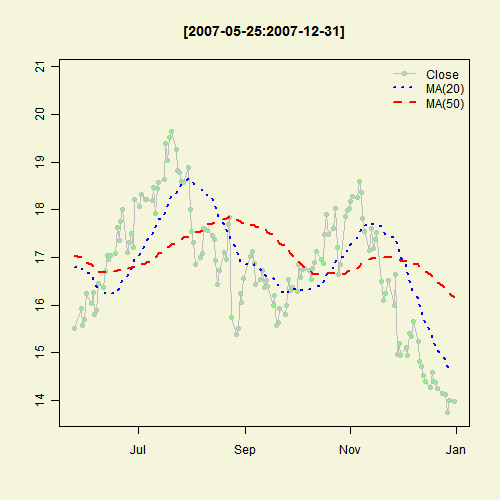 [2007-05-25:2007-12-31]
Close
MA(20)
MA(50)
21
20
19
18
17
16
15
14
Jul
Sep
Nov
Jan